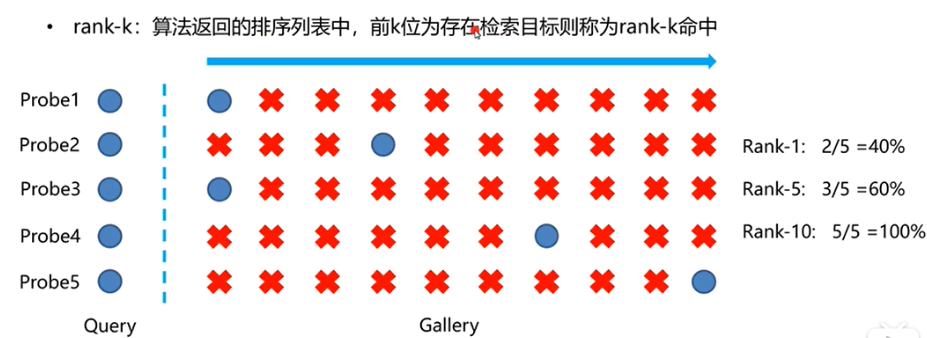 • rank-k：算法返回的排序列表中，前k位为存在检索目标则称为rank-k命中
Probe1
Probe2
Probe3
Probe4
Probe5
Rank-1: 2/5 =40%
Rank-5: 3/5 =60%
Rank-10: 5/5 =100%
Query
Gallery